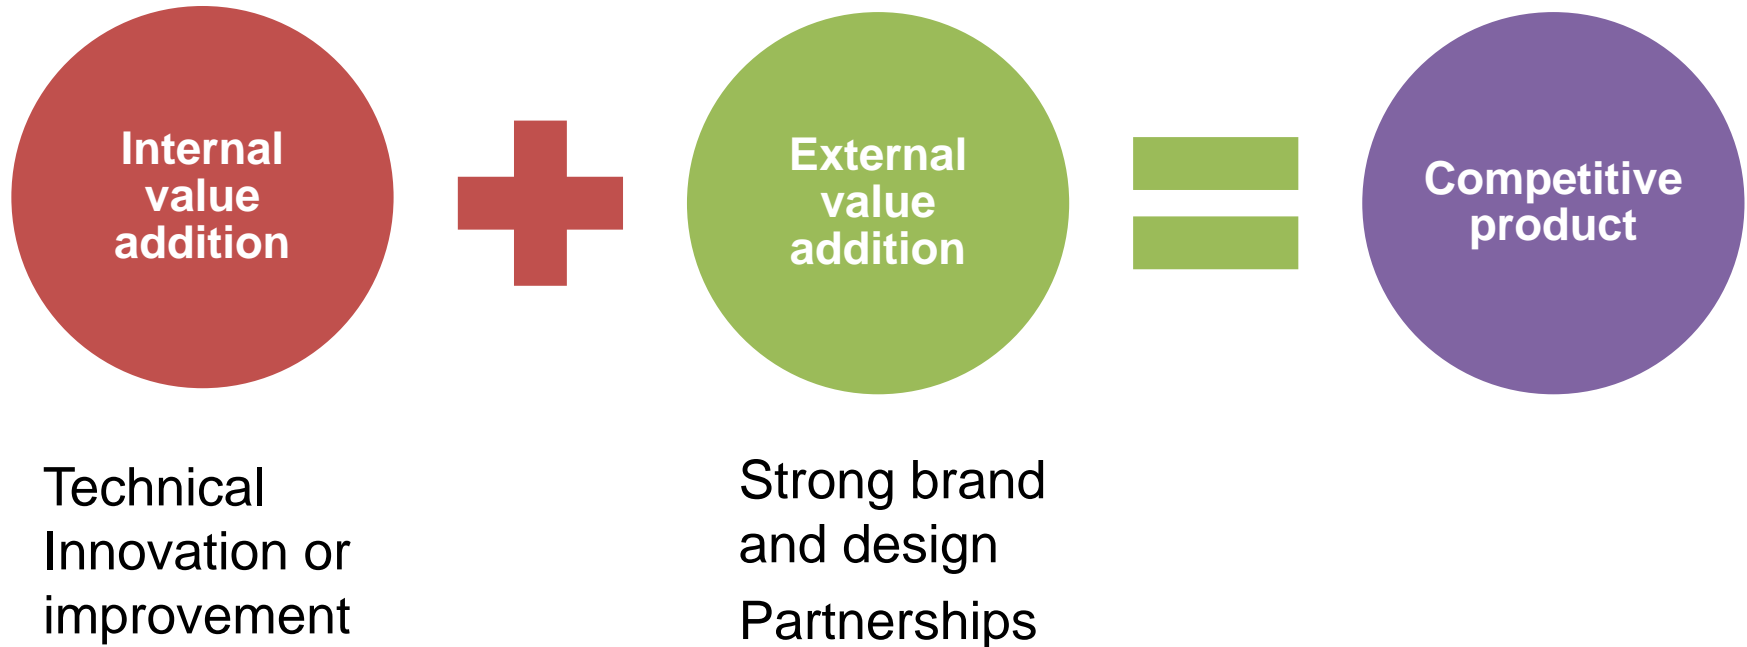 Internal
value
addition
External
value
addition
Competitive
product
Technical
Innovation or
improvement
Strong brand
and design
Partnerships